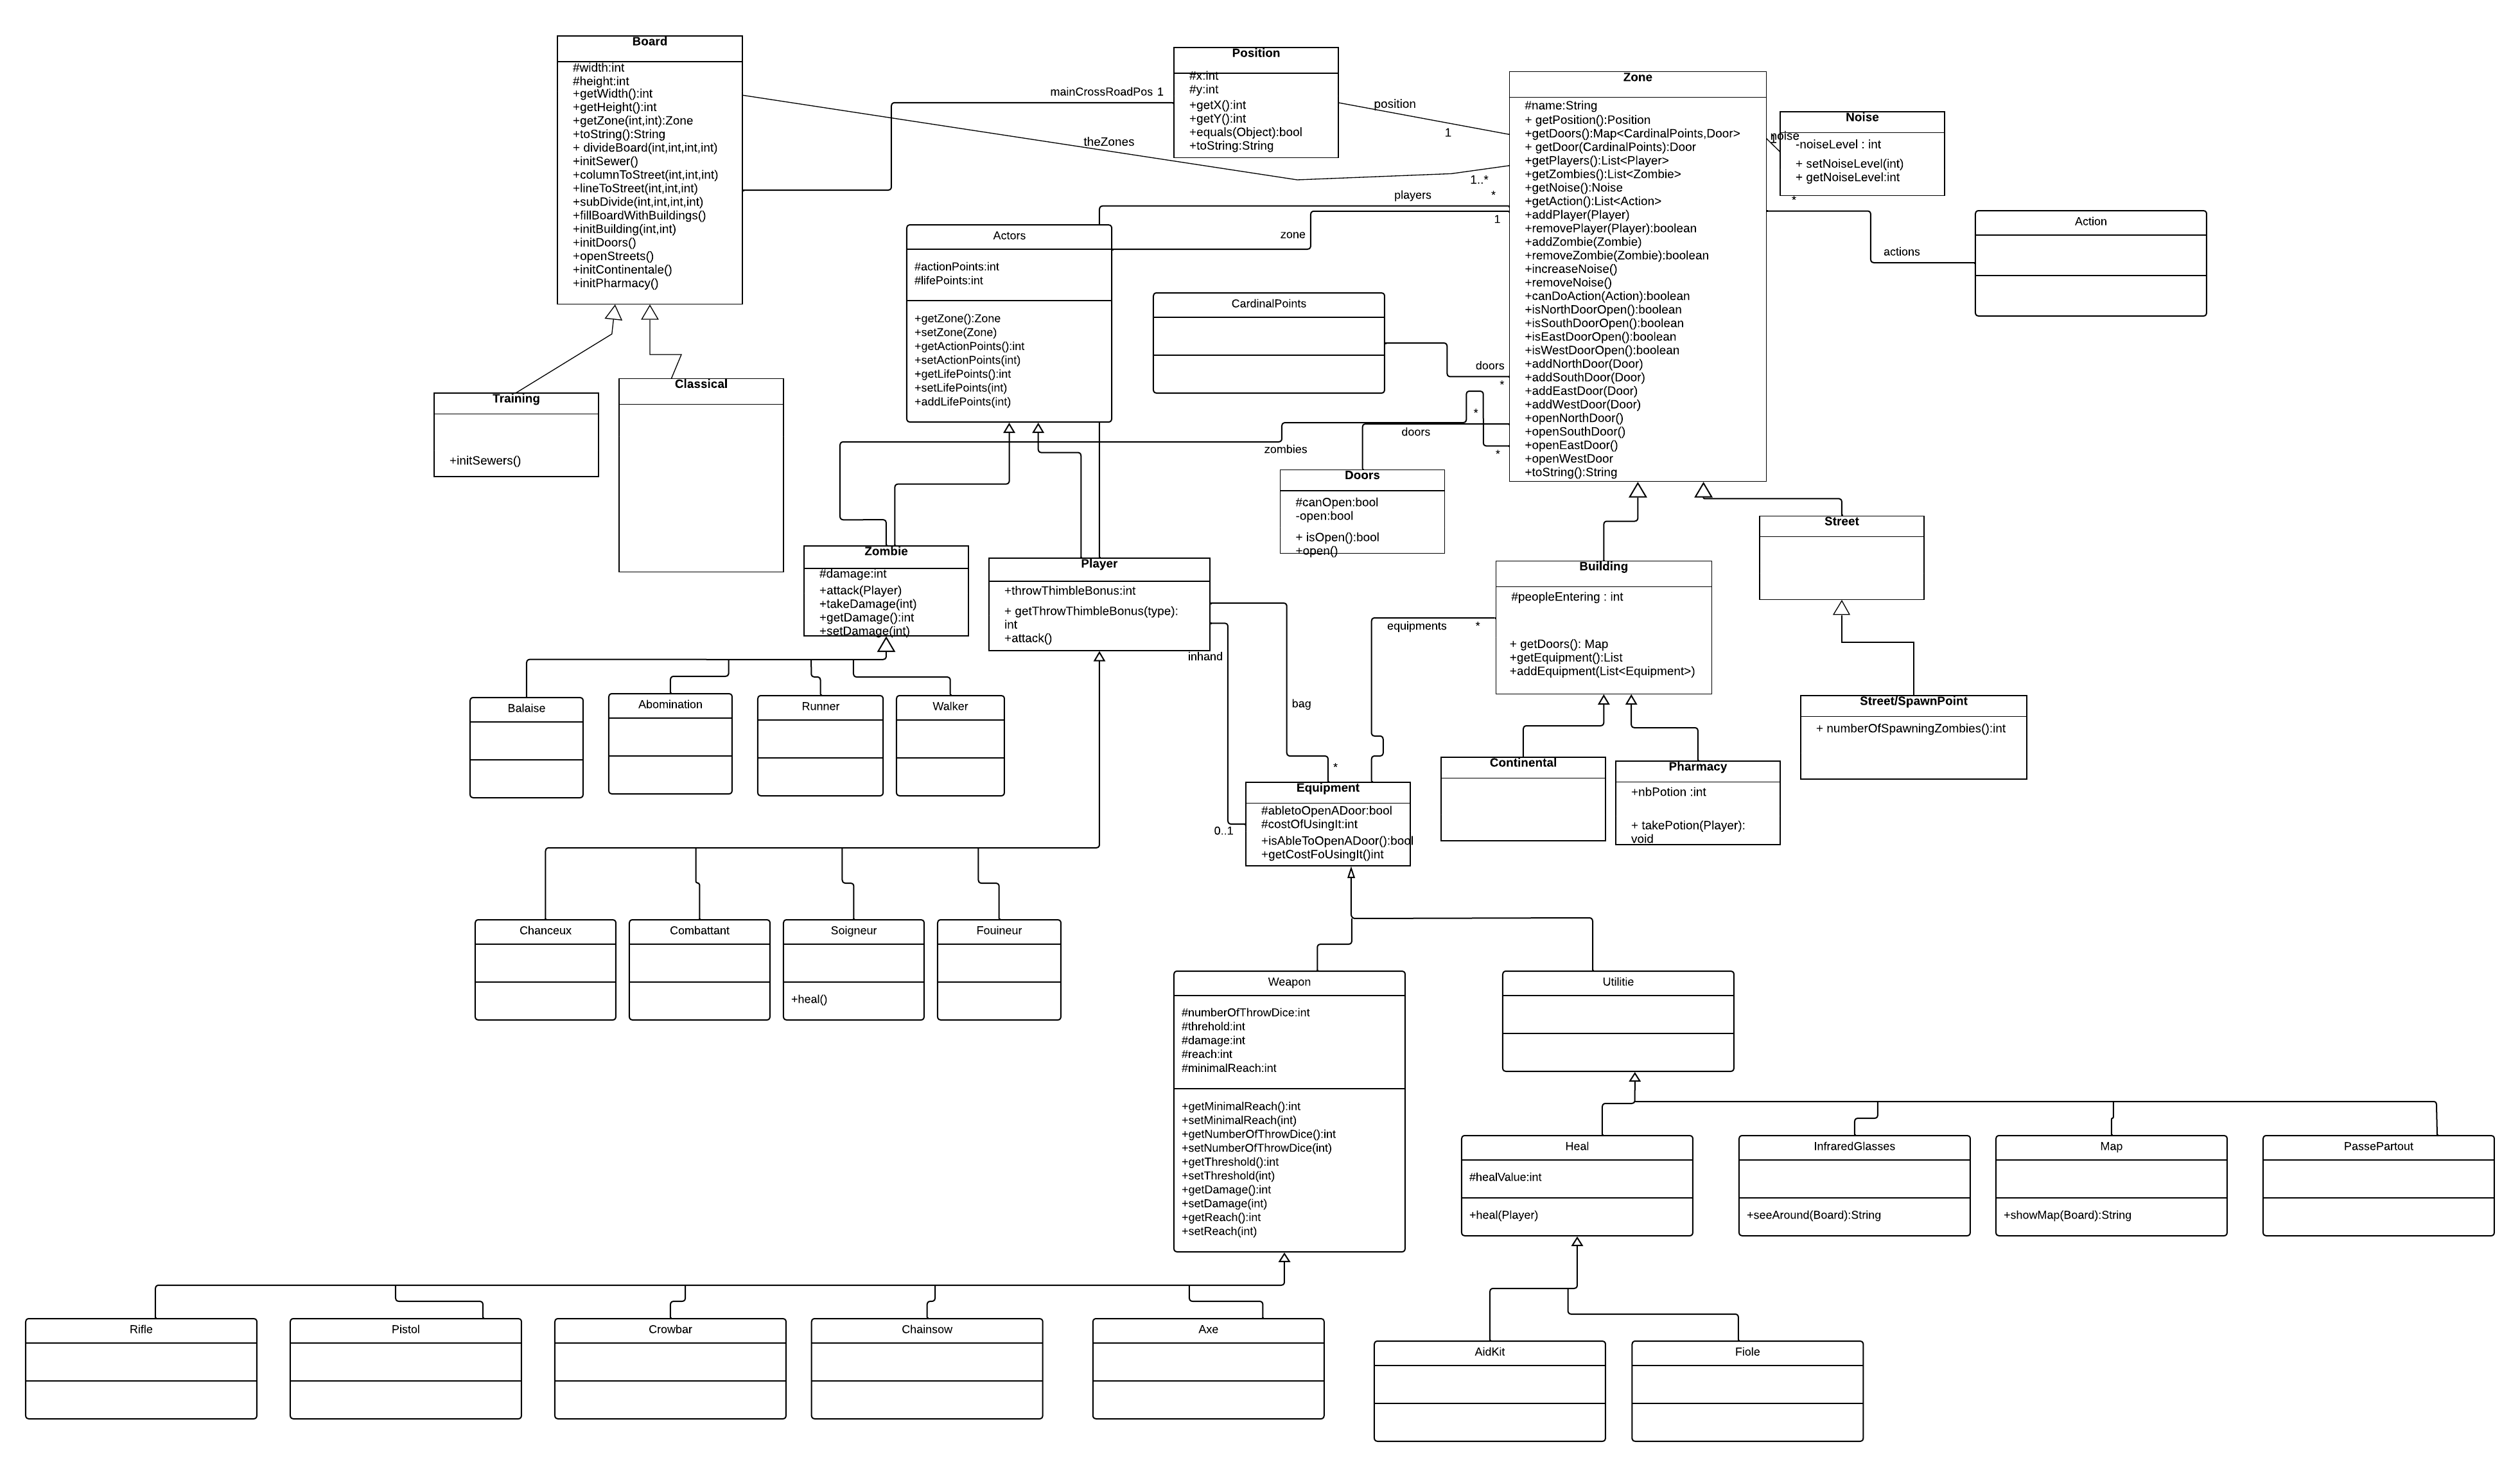 Board
#width:int
#height:int
+getWidth():int
+getHeight():int
+getZone(int,int):Zone
+toString():String
+ divideBoard(int,int,int,int)
+initSewer()
+columnToStreet(int,int,int)
+lineToStreet(int,int,int)
+subDivide(int,int,int,int)
+fillBoardWithBuildings()
+initBuilding(int,int)
+initDoors()
+openStreets()
+initContinentale()
+initPharmacy()
mainCrossRoadPos 1
theZones
1..*
Position
#x:int
#y:int
+getX():int
+getY():int
+equals(Object):bool
+toString:String
position
1
Zone
#name:String
+ getPosition():Position
+getDoors():Map<CardinalPoints,Door>
+ getDoor(CardinalPoints):Door
+getPlayers():List<Player>
+getZombies():List<Zombie>
+getNoise():Noise
+getAction():List<Action>
+addPlayer(Player)
+removePlayer(Player):boolean
+addZombie(Zombie)
+removeZombie(Zombie):boolean
+increaseNoise()
+removeNoise()
+canDoAction(Action):boolean
+isNorthDoorOpen():boolean
+isSouthDoorOpen():boolean
+isEastDoorOpen():boolean
+isWestDoorOpen():boolean
+addNorthDoor(Door)
+addSouthDoor(Door)
+addEastDoor(Door)
+addWestDoor(Door)
+openNorthDoor()
+openSouthDoor()
+openEastDoor()
+openWestDoor
+toString():String
noise
1
Noise
-noiseLevel : int
+ setNoiseLevel(int)
+ getNoiseLevel:int
*
actions
Action
players
*
zone
1
Actors
#actionPoints:int
#lifePoints:int
+getZone():Zone
+setZone(Zone)
+getActionPoints():int
+setActionPoints(int)
+getLifePoints():int
+setLifePoints(int)
+addLifePoints(int)
CardinalPoints
doors
*
*
doors
zombies
*
Training
+initSewers()
Classical
Doors
#canOpen:bool
-open:bool
+ isOpen():bool
+open()
Street
Zombie
#damage:int
+attack(Player)
+takeDamage(int)
+getDamage():int
+setDamage(int)
Player
+throwThimbleBonus:int
+ getThrowThimbleBonus(type):
int
+attack()
inhand
bag
*
0..1
equipments
*
Building
#peopleEntering : int
+ getDoors(): Map
+getEquipment():List
+addEquipment(List<Equipment>)
Street/SpawnPoint
+ numberOfSpawningZombies():int
Balaise
Abomination
Runner
Walker
Continental
Pharmacy
+nbPotion :int
+ takePotion(Player):
void
Equipment
#abletoOpenADoor:bool
#costOfUsingIt:int
+isAbleToOpenADoor():bool
+getCostFoUsingIt()int
Chanceux
Combattant
Soigneur
+heal()
Fouineur
Weapon
#numberOfThrowDice:int
#threhold:int
#damage:int
#reach:int
#minimalReach:int
+getMinimalReach():int
+setMinimalReach(int)
+getNumberOfThrowDice():int
+setNumberOfThrowDice(int)
+getThreshold():int
+setThreshold(int)
+getDamage():int
+setDamage(int)
+getReach():int
+setReach(int)
Utilitie
Heal
#healValue:int
+heal(Player)
InfraredGlasses
+seeAround(Board):String
Map
+showMap(Board):String
PassePartout
Rifle
Pistol
Crowbar
Chainsow
Axe
AidKit
Fiole